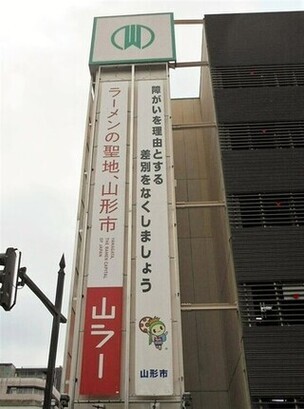 障がいを理由とする
差別をなくしましょう
山形市
ラーメンの聖地、山形市
YAMAGATA,
THE RAMEN CAPITAL
OF JAPAN
山ラー